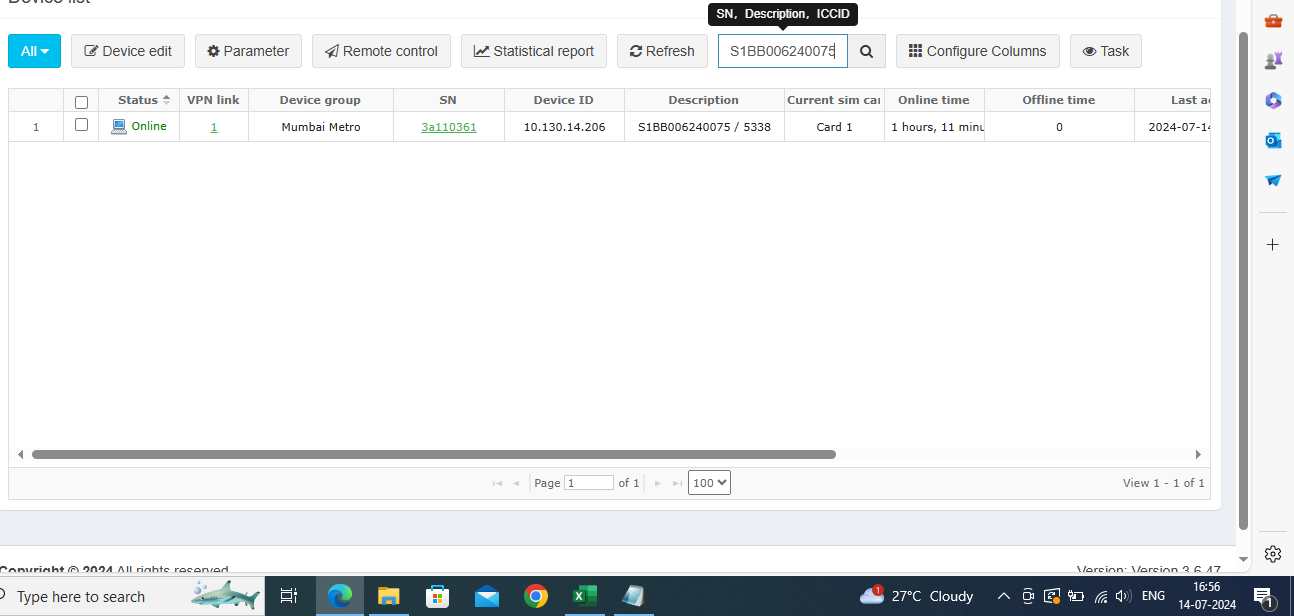 SN, Description, ICCID
All
Device edit
Parameter
Remote control
Statistical report
Refresh
S1BB006240075
Configure Columns
Task
Status VPN link Device group SN Device ID Description Current sim car Online time Offline time Last a
1 Online 1 Mumbai Metro 3a110361 10.130.14.206 S1BB006240075 / 5338 Card 1 1 hours, 11 minu 0 2024-07-14
Page 1 of 1 100 View 1 - 1 of 1
Copyright © 2024 All rights reserved
Version: Version 3.6.47
Type here to search
1
27°C Cloudy
ENG
16:56
14-07-2024
1